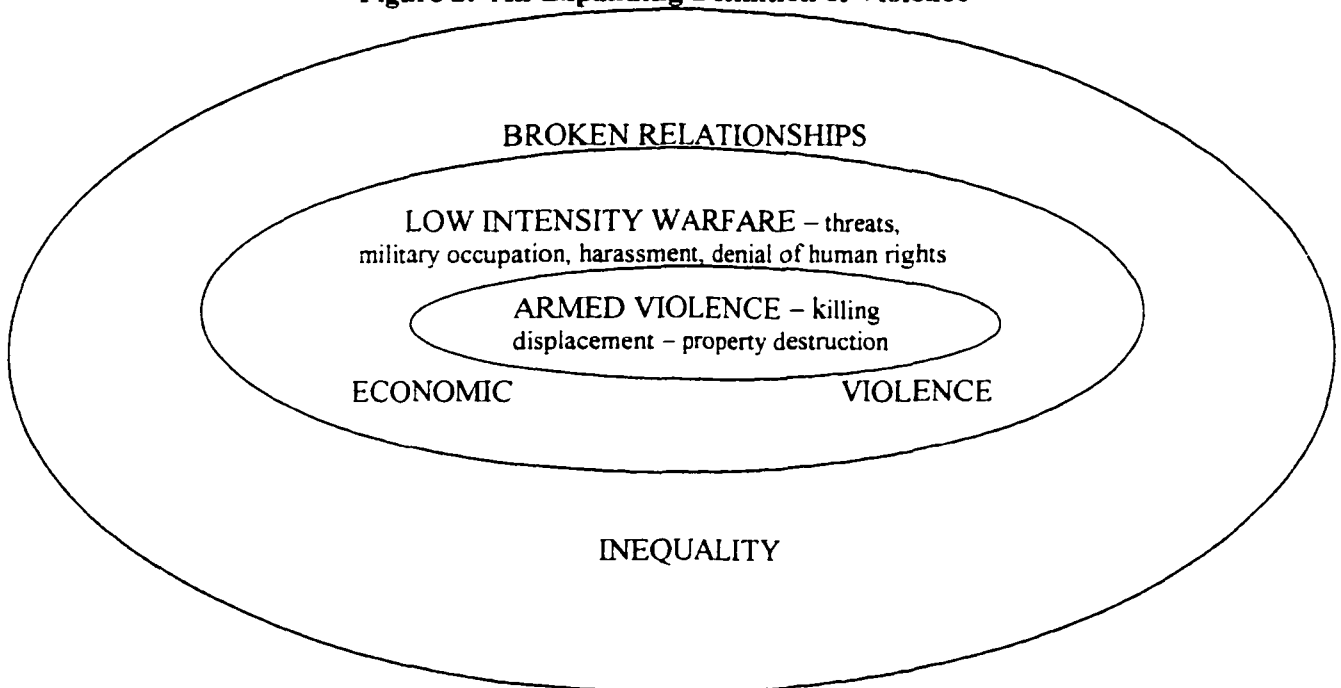 BROKEN RELATIONSHIPS
LOW INTENSITY WARFARE – threats,
military occupation, harassment, denial of human rights
ARMED VIOLENCE – killing
displacement – property destruction
ECONOMIC VIOLENCE
INEQUALITY